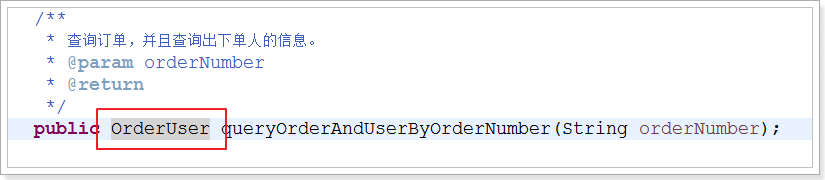 /**
* 查询订单，并且查询出下单人的信息。
* @param orderNumber
* @return
*/
public OrderUser queryOrderAndUserByOrderNumber(String orderNumber);